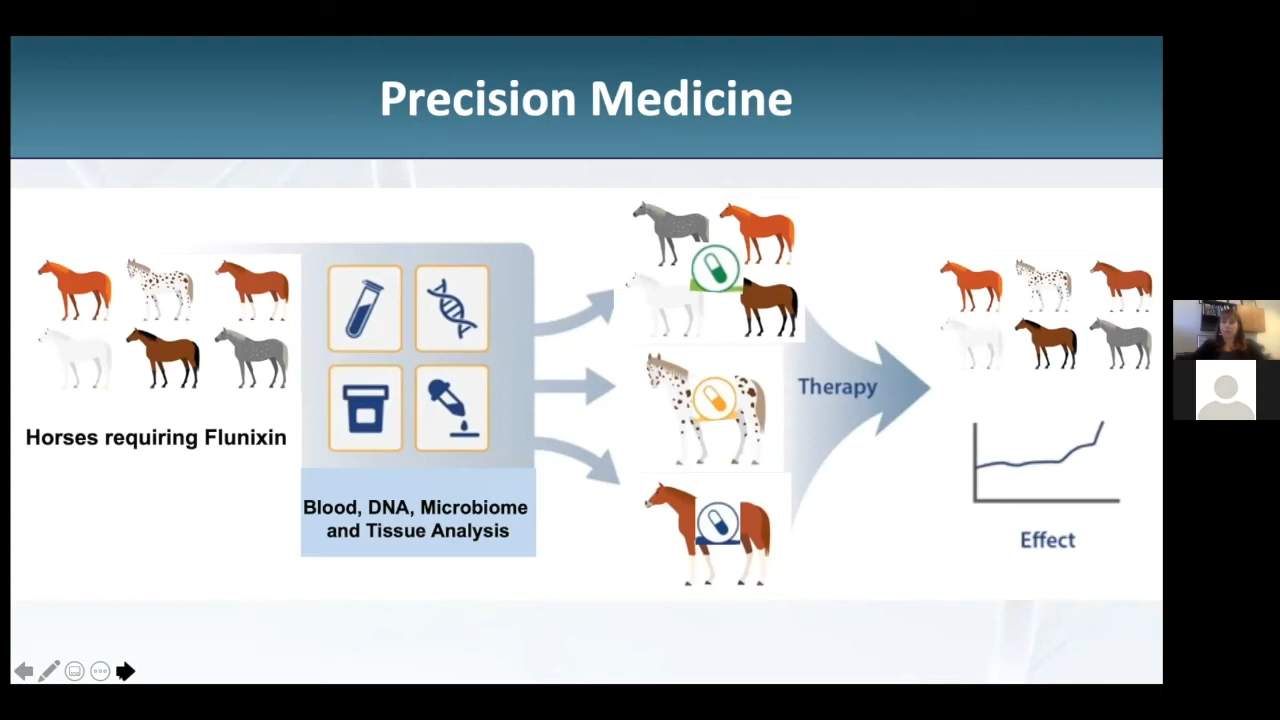 Precision Medicine
Horses requiring Flunixin
Blood, DNA, Microbiome
and Tissue Analysis
Therapy
Effect